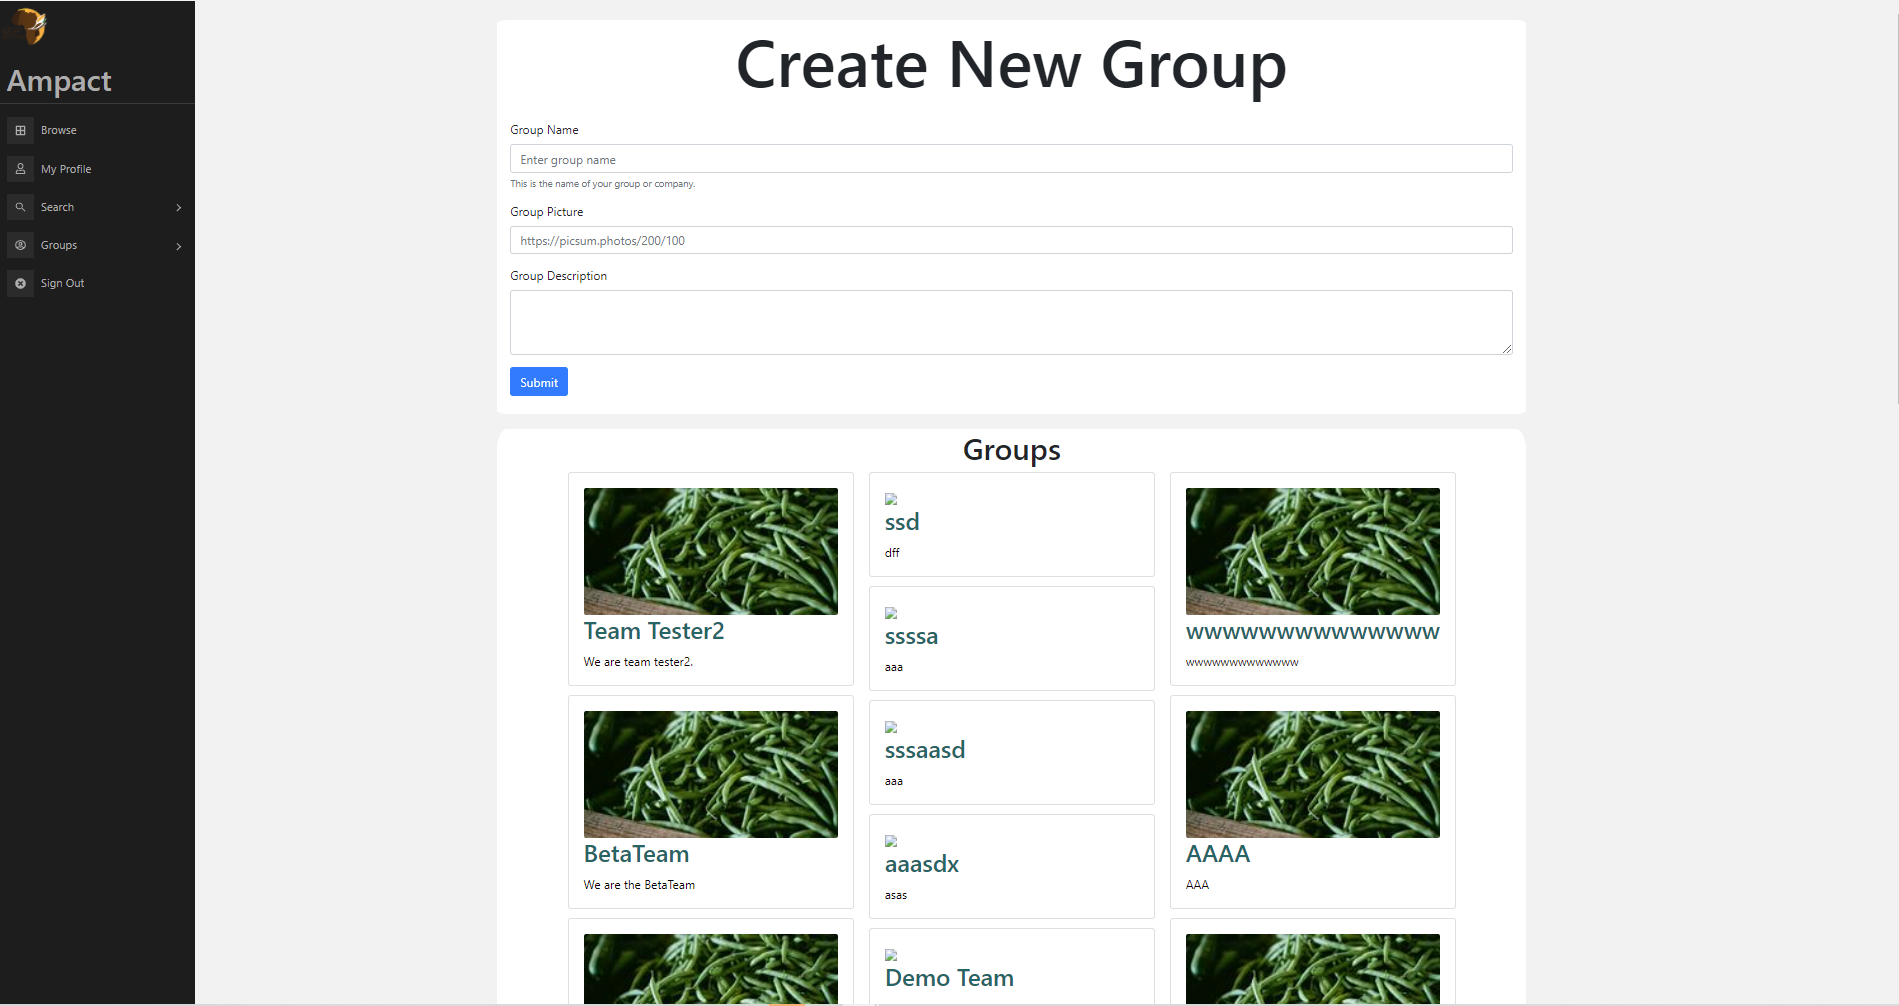 Ampact
Browse
My Profile
Search
Groups
Sign Out
Create New Group
Group Name
Enter group name
This is the name of your group or company.
Group Picture
https://picsum.photos/200/100
Group Description
Submit
Groups
Team Tester2
We are team tester2.
BetaTeam
We are the BetaTeam
ssd
dff
ssssa
aaa
sssaasd
aaa
aaasdx
asas
Demo Team
wwwwwwwwwwwwww
wwwwwwwwwwwww
AAAA
AAA